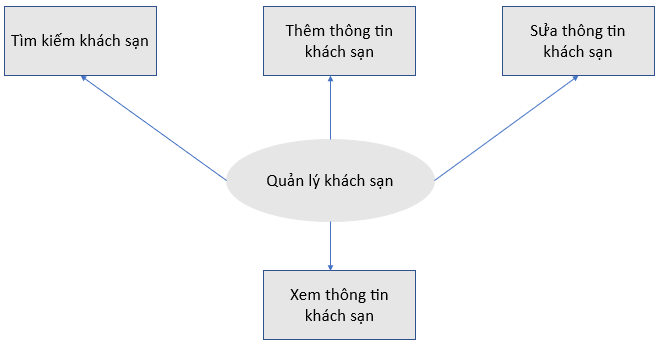 Tìm kiếm khách sạn
Thêm thông tin
khách sạn
Sửa thông tin
khách sạn
Quản lý khách sạn
Xem thông tin
khách sạn